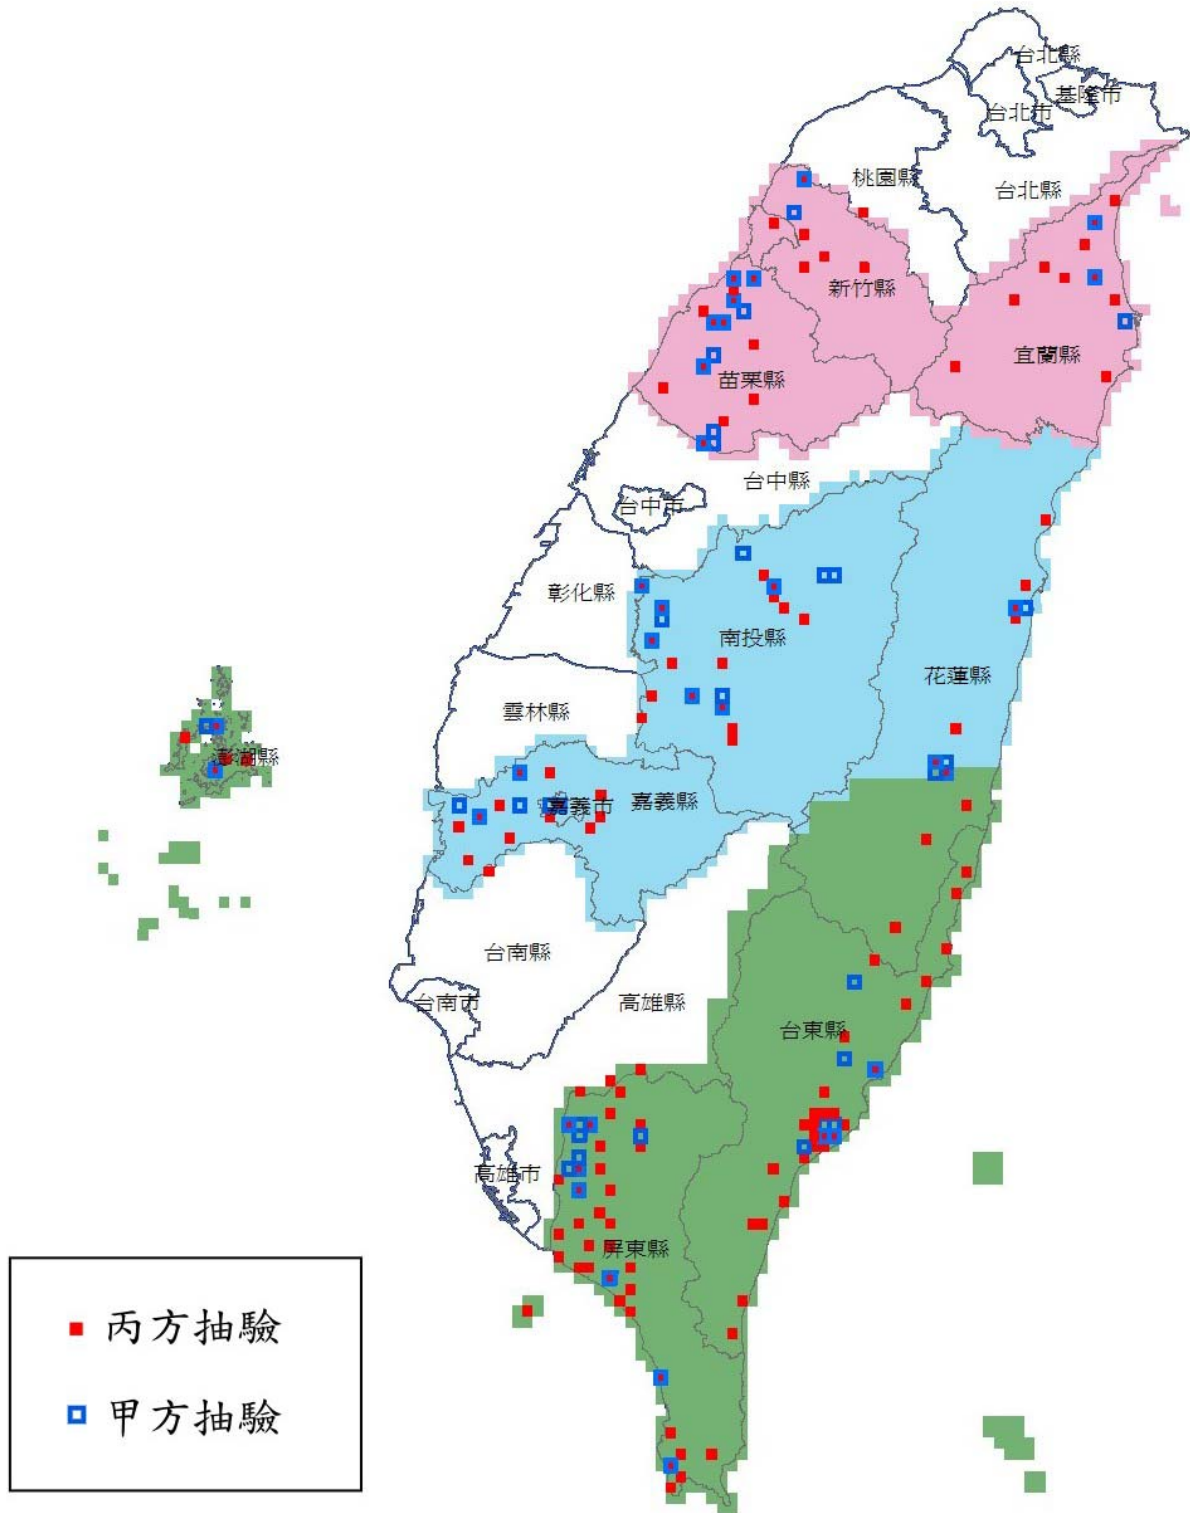 台北縣
基隆市
台北市
桃園縣
台北縣
新竹縣
宜蘭縣
苗栗縣
台中縣
台中市
彰化縣
南投縣
花蓮縣
雲林縣
澎湖縣
嘉義市
嘉義縣
台南縣
台南市
高雄縣
台東縣
高雄市
屏東縣
丙方抽驗
甲方抽驗